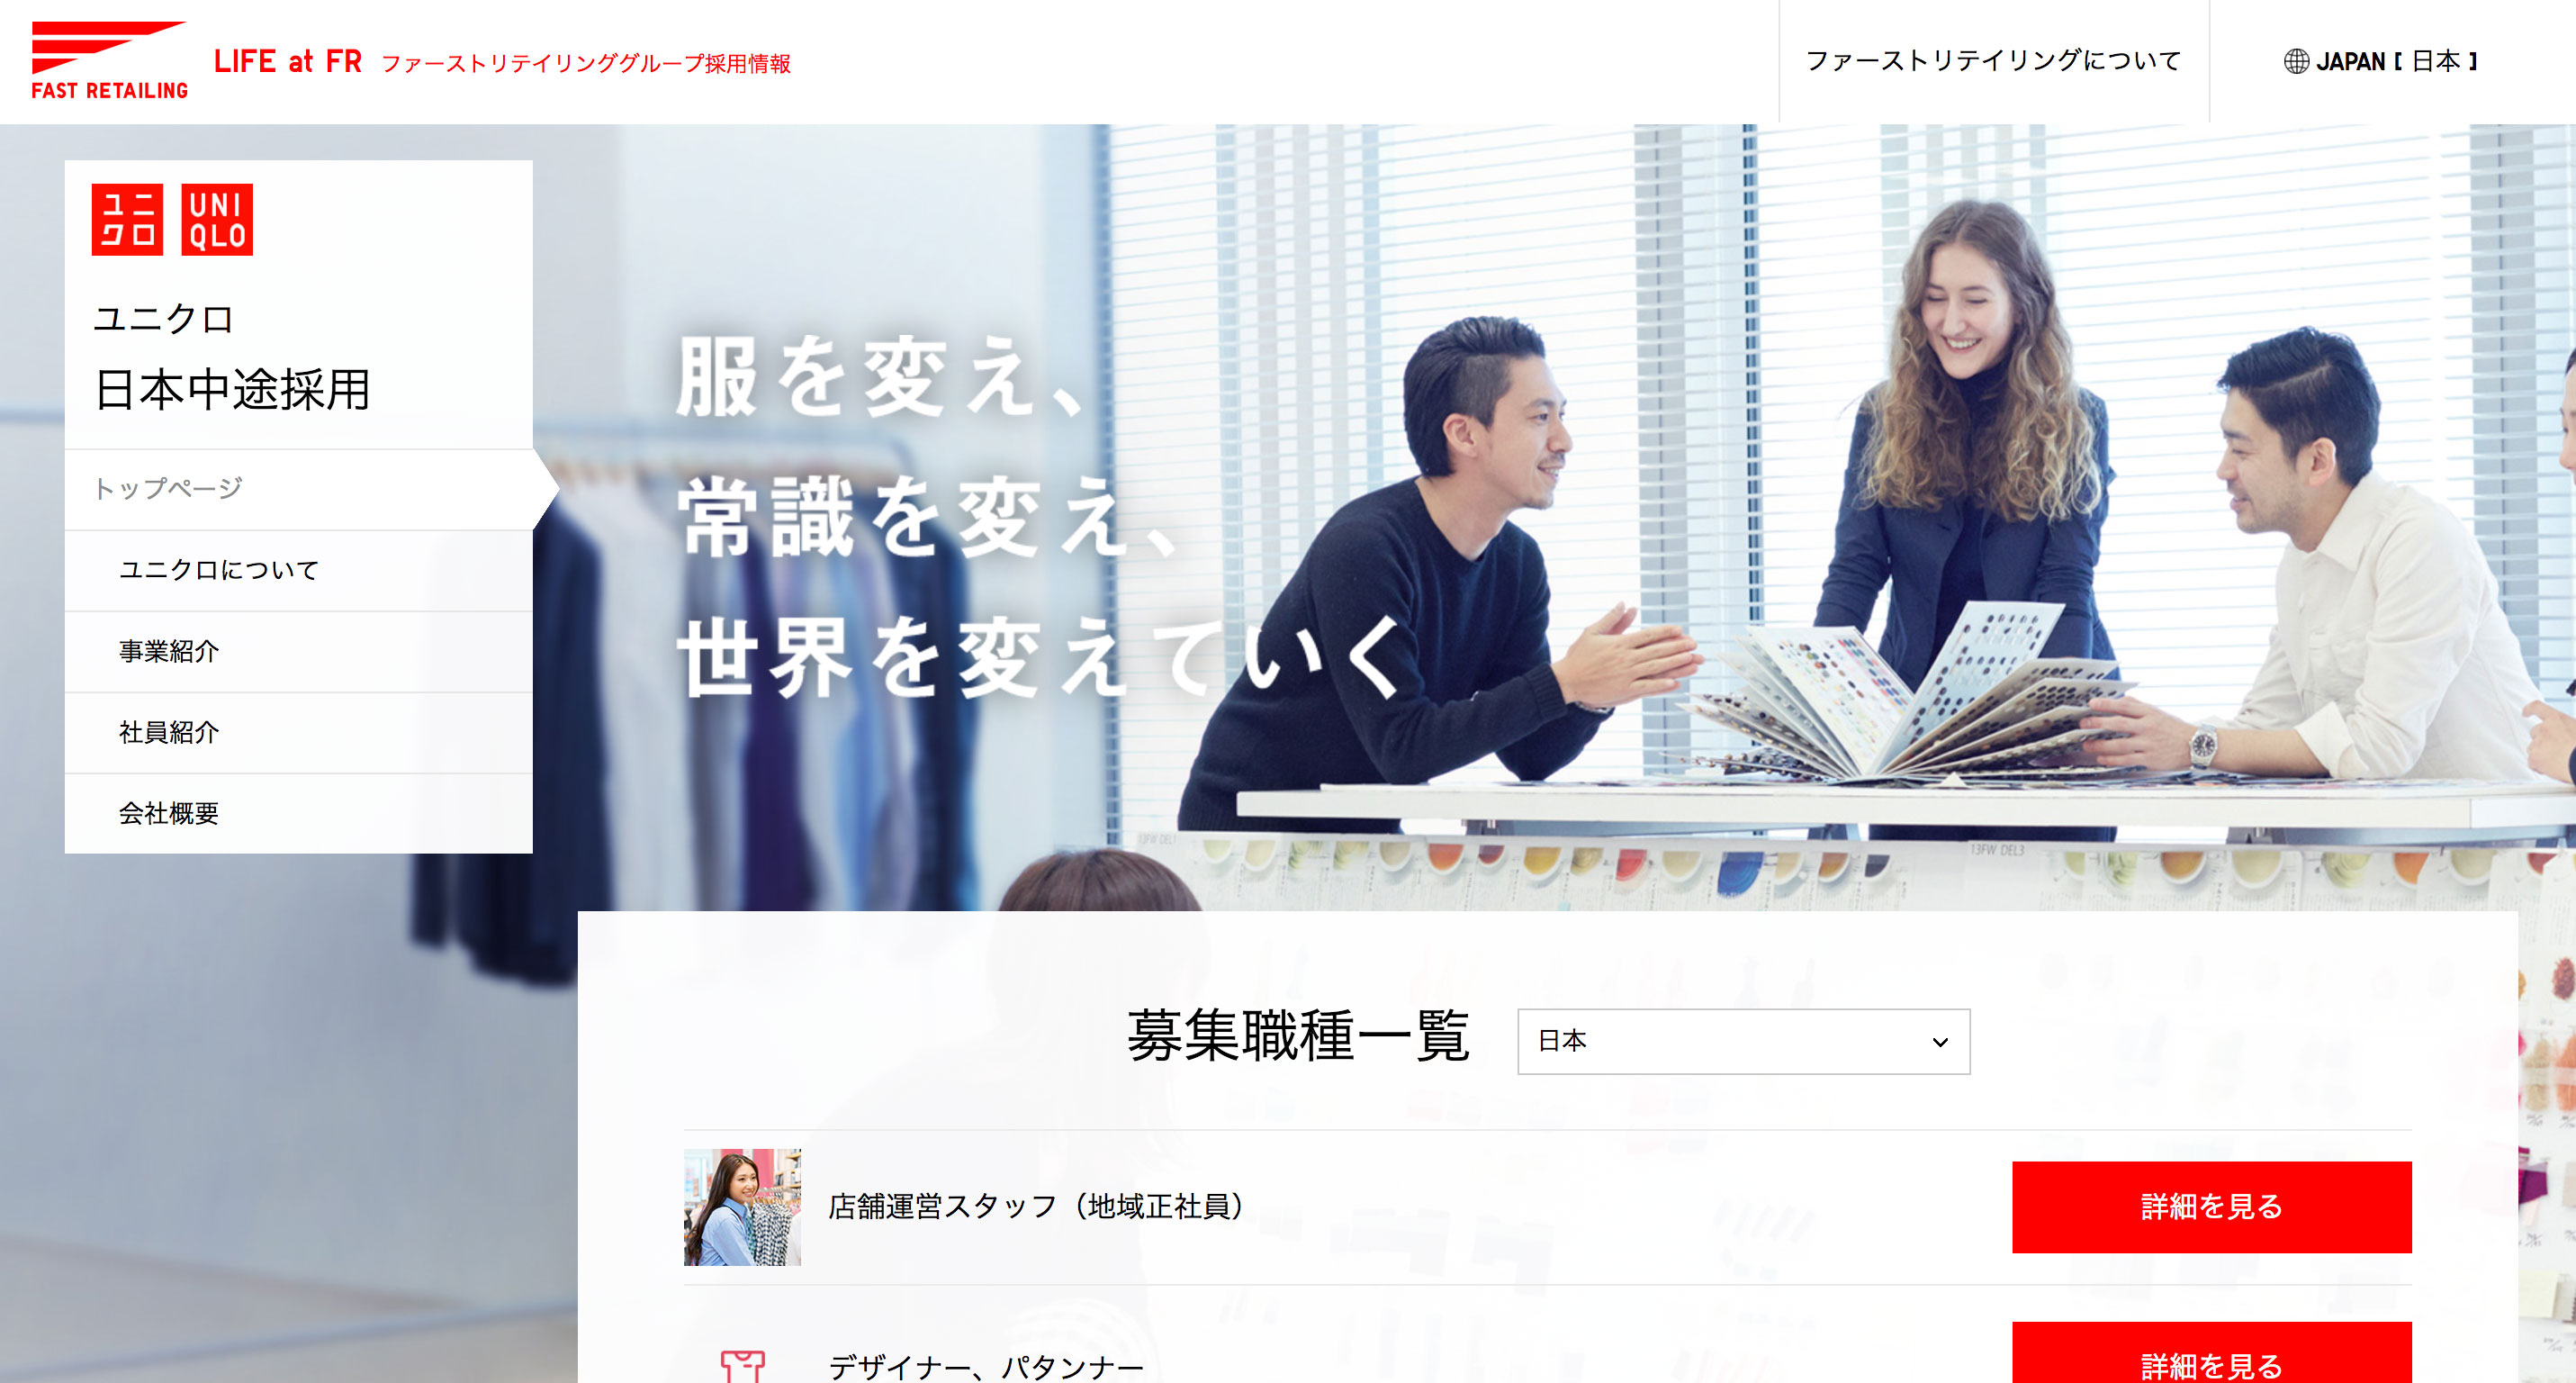 FAST RETAILING
LIFE at FR ファーストリテイリンググループ採用情報
ファーストリテイリングについて
JAPAN [ 日本 ]
ユニクロ
UNI
QLO
ユニクロ
日本中途採用
トップページ
ユニクロについて
事業紹介
社員紹介
会社概要
服を変え、
常識を変え、
世界を変えていく
13FW DEL3
募集職種一覧
日本
店舗運営スタッフ（地域正社員）
詳細を見る
デザイナー、パタンナー
詳細を見る